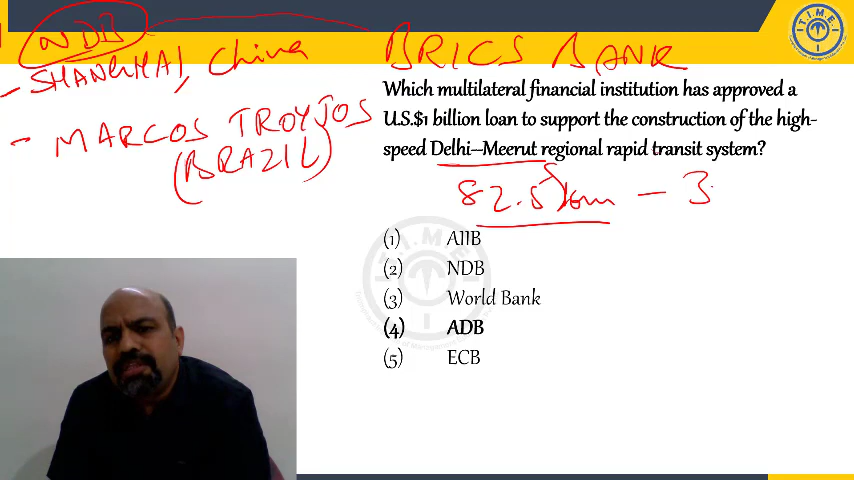 NDB
- SHANGHAI, China
- MARCOS TROYJOS
(BRAZIL)
BRICS BANK
Which multilateral financial institution has approved a
U.S.$1 billion loan to support the construction of the high-
speed Delhi–Meerut regional rapid transit system?
82.5 km - 3
(1) AIIB
(2) NDB
(3) World Bank
(4) ADB
(5) ECB
T.I.M.E.
T.I.M.E.